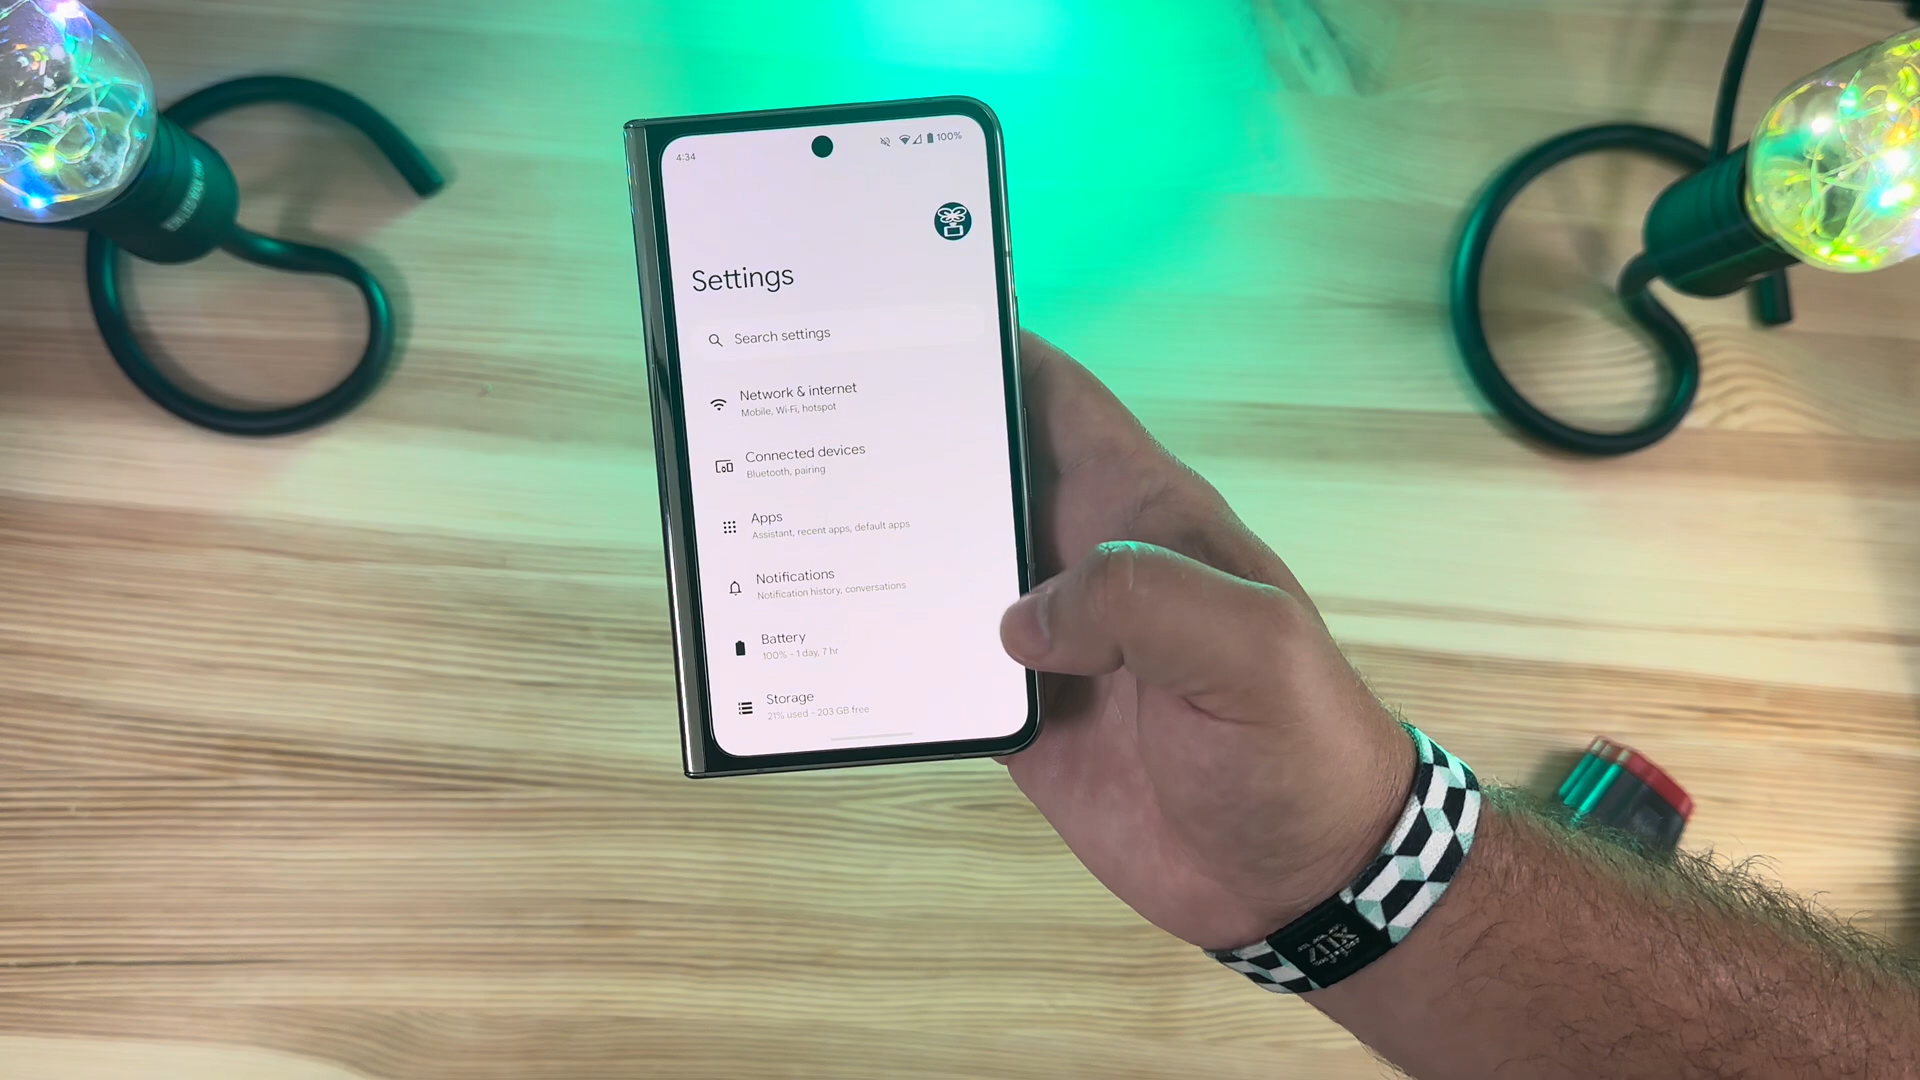 4:34
100%
Settings
Search settings
Network & internet
Mobile, Wi-Fi, hotspot
Connected devices
Bluetooth, pairing
Apps
Assistant, recent apps, default apps
Notifications
Notification history, conversations
Battery
100% - 1 day, 7 hr
Storage
21% used - 203 GB free